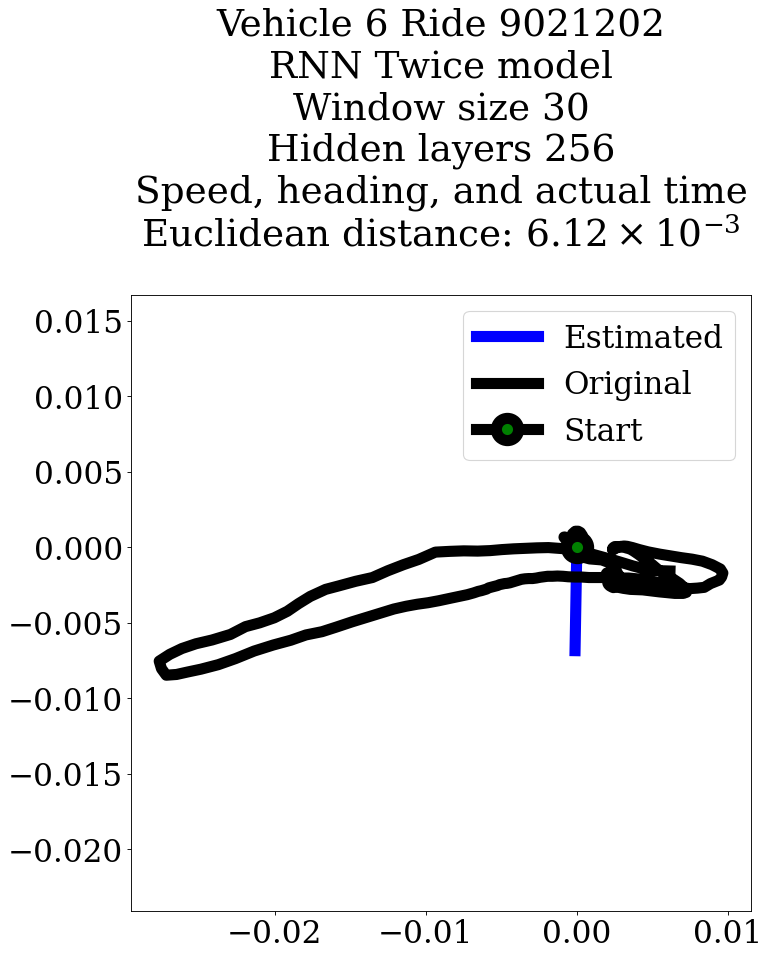 Vehicle 6 Ride 9021202
RNN Twice model
Window size 30
Hidden layers 256
Speed, heading, and actual time
Euclidean distance: 6.12 × 10⁻³
Estimated
Original
Start
0.015
0.010
0.005
0.000
−0.005
−0.010
−0.015
−0.020
−0.02 −0.01 0.00 0.01